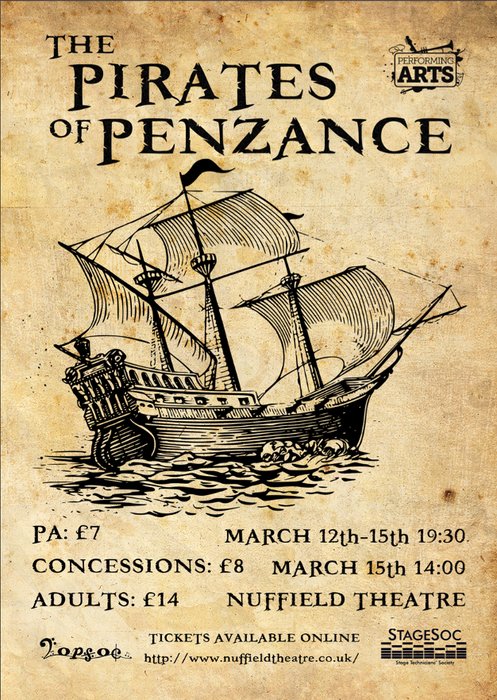 THE
PIRATES
OF PENZANCE
PERFORMING
ARTS
PA: £7
MARCH 12th-15th 19:30
CONCESSIONS: £8
MARCH 15th 14:00
ADULTS: £14
NUFFIELD THEATRE
Lopsoc
TICKETS AVAILABLE ONLINE
http://www.nuffieldtheatre.co.uk/
STAGESOC
Stage Technicians' Society